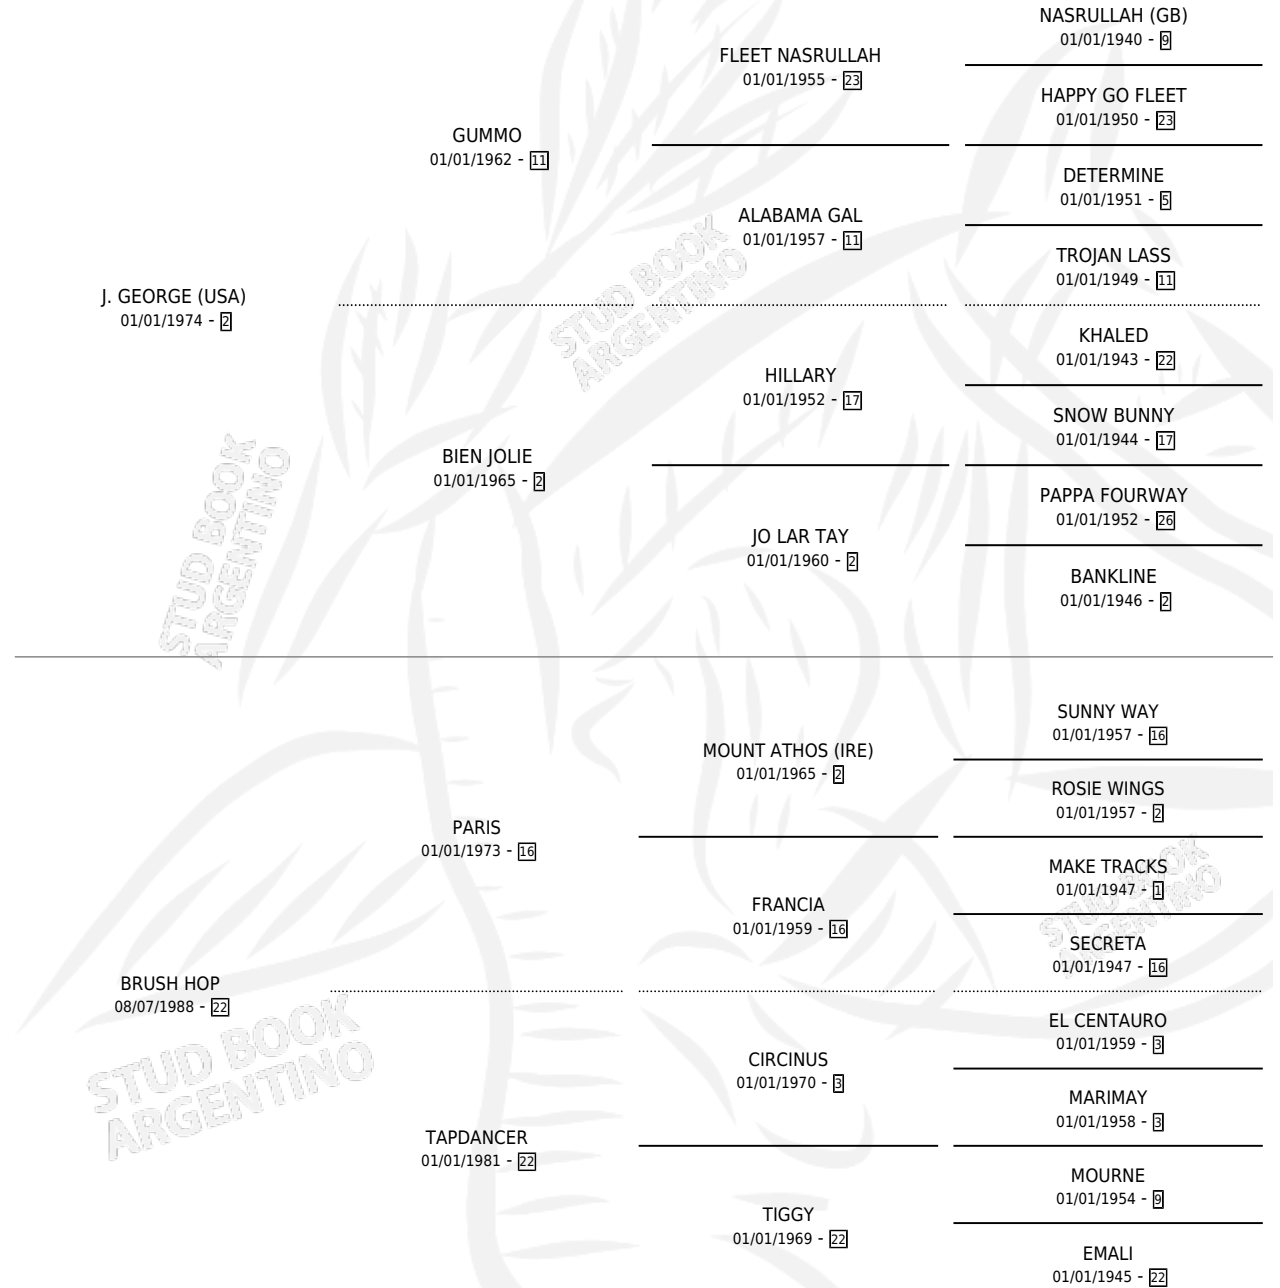 NASRULLAH (GB)
01/01/1940 - 9
FLEET NASRULLAH
01/01/1955 - 23
HAPPY GO FLEET
01/01/1950 - 23
GUMMO
01/01/1962 - 11
DETERMINE
01/01/1951 - 5
ALABAMA GAL
01/01/1957 - 11
TROJAN LASS
01/01/1949 - 11
J. GEORGE (USA)
01/01/1974 - 2
KHALED
01/01/1943 - 22
HILLARY
01/01/1952 - 17
SNOW BUNNY
01/01/1944 - 17
BIEN JOLIE
01/01/1965 - 2
PAPPA FOURWAY
01/01/1952 - 26
JO LAR TAY
01/01/1960 - 2
BANKLINE
01/01/1946 - 2
SUNNY WAY
01/01/1957 - 16
MOUNT ATHOS (IRE)
01/01/1965 - 2
ROSIE WINGS
01/01/1957 - 2
PARIS
01/01/1973 - 16
MAKE TRACKS
01/01/1947 - 1
FRANCIA
01/01/1959 - 16
SECRETA
01/01/1947 - 16
BRUSH HOP
08/07/1988 - 22
EL CENTAURO
01/01/1959 - 3
CIRCINUS
01/01/1970 - 3
MARIMAY
01/01/1958 - 3
TAPDANCER
01/01/1981 - 22
MOURNE
01/01/1954 - 9
TIGGY
01/01/1969 - 22
EMALI
01/01/1945 - 22
STUD BOOK
ARGENTINO
STUD BOOK
ARGENTINO
STUD BOOK
ARGENTINO
STUD BOOK
ARGENTINO